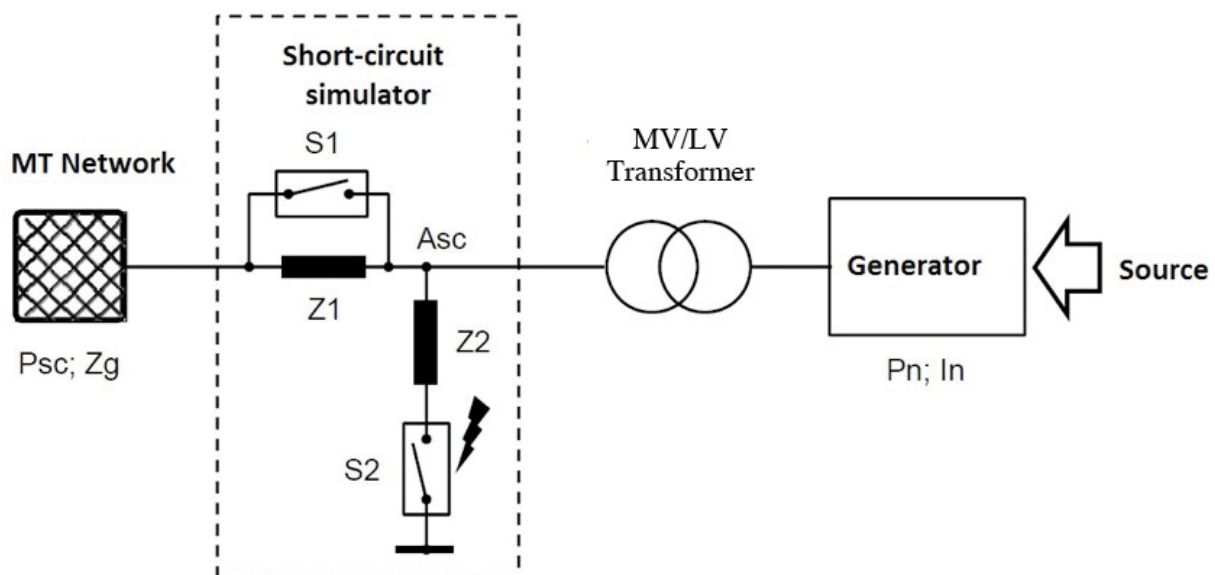 Short-circuit
simulator
S1
MV/LV
Transformer
MT Network
Asc
Generator
Source
Z1
Z2
Psc; Zg
Pn; In
S2